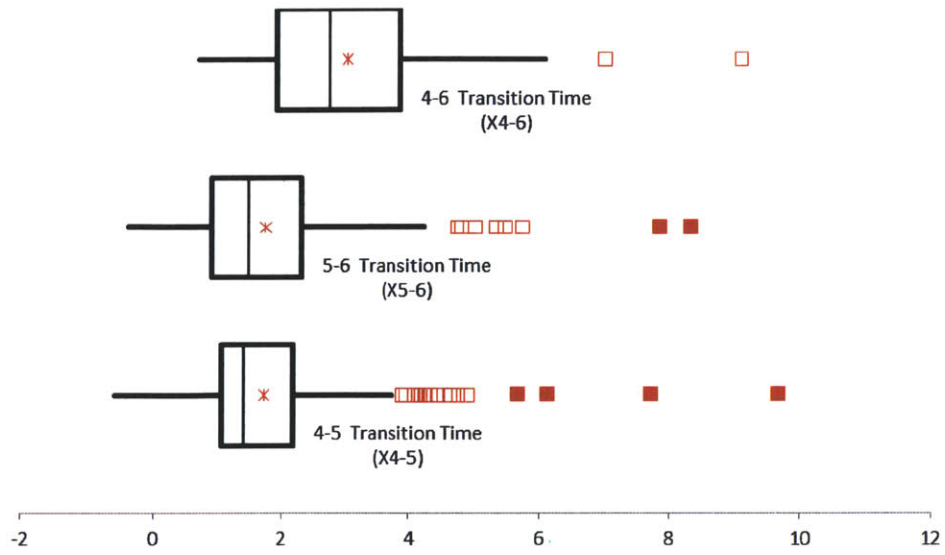 4-6 Transition Time
(X4-6)
5-6 Transition Time
(X5-6)
4-5 Transition Time
(X4-5)
-2 0 2 4 6 8 10 12